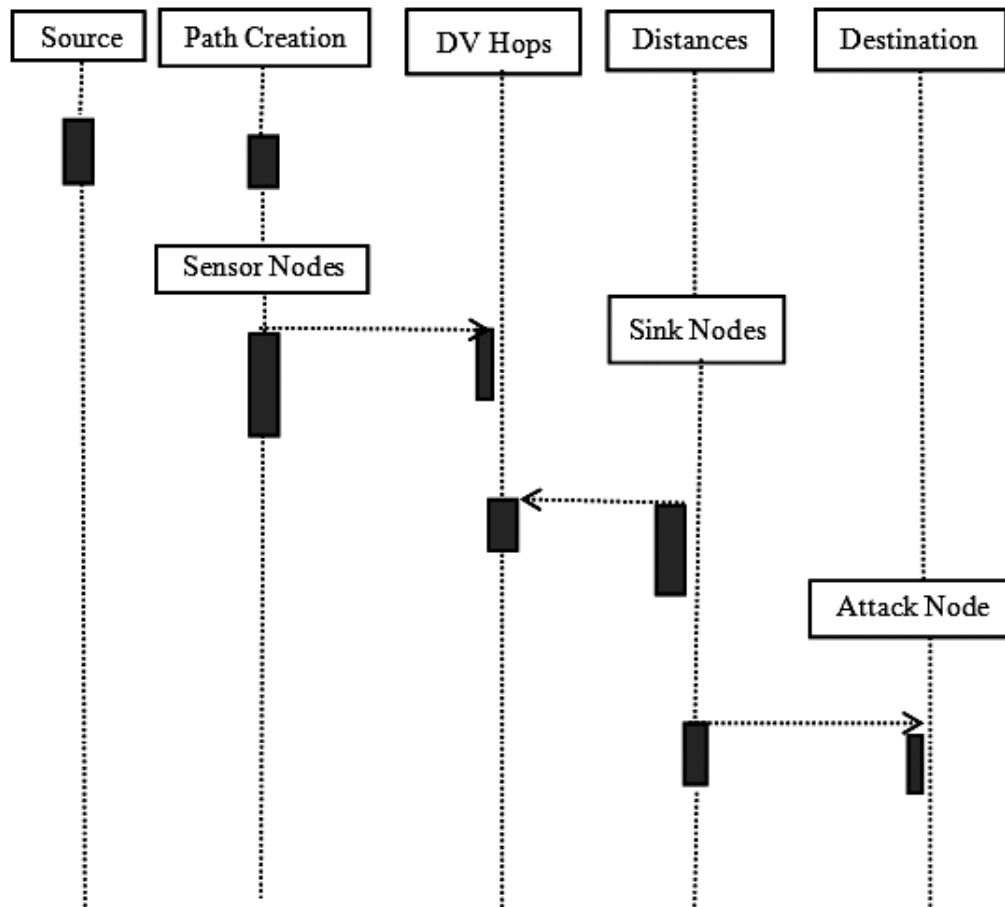 Source
Path Creation
DV Hops
Distances
Destination
Sensor Nodes
Sink Nodes
Attack Node